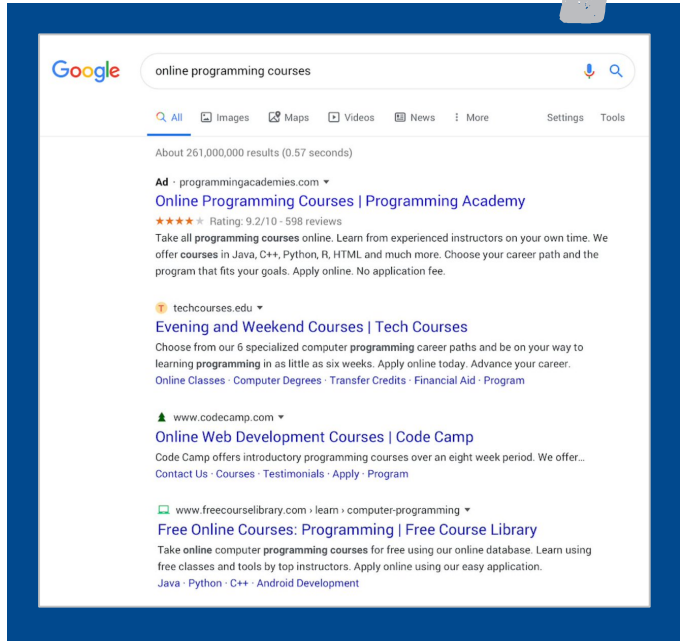 Google
online programming courses
All Images Maps Videos News More Settings Tools
About 261,000,000 results (0.57 seconds)
Ad · programmingacademies.com
Online Programming Courses | Programming Academy
Rating: 9.2/10 - 598 reviews
Take all programming courses online. Learn from experienced instructors on your own time. We
offer courses in Java, C++, Python, R, HTML and much more. Choose your career path and the
program that fits your goals. Apply online. No application fee.
T techcourses.edu
Evening and Weekend Courses | Tech Courses
Choose from our 6 specialized computer programming career paths and be on your way to
learning programming in as little as six weeks. Apply online today. Advance your career.
Online Classes · Computer Degrees · Transfer Credits · Financial Aid · Program
www.codecamp.com
Online Web Development Courses | Code Camp
Code Camp offers introductory programming courses over an eight week period. We offer…
Contact Us · Courses · Testimonials · Apply · Program
www.freecourselibrary.com › learn › computer-programming
Free Online Courses: Programming | Free Course Library
Take online computer programming courses for free using our online database. Learn using
free classes and tools by top instructors. Apply online using our easy application.
Java · Python · C++ · Android Development